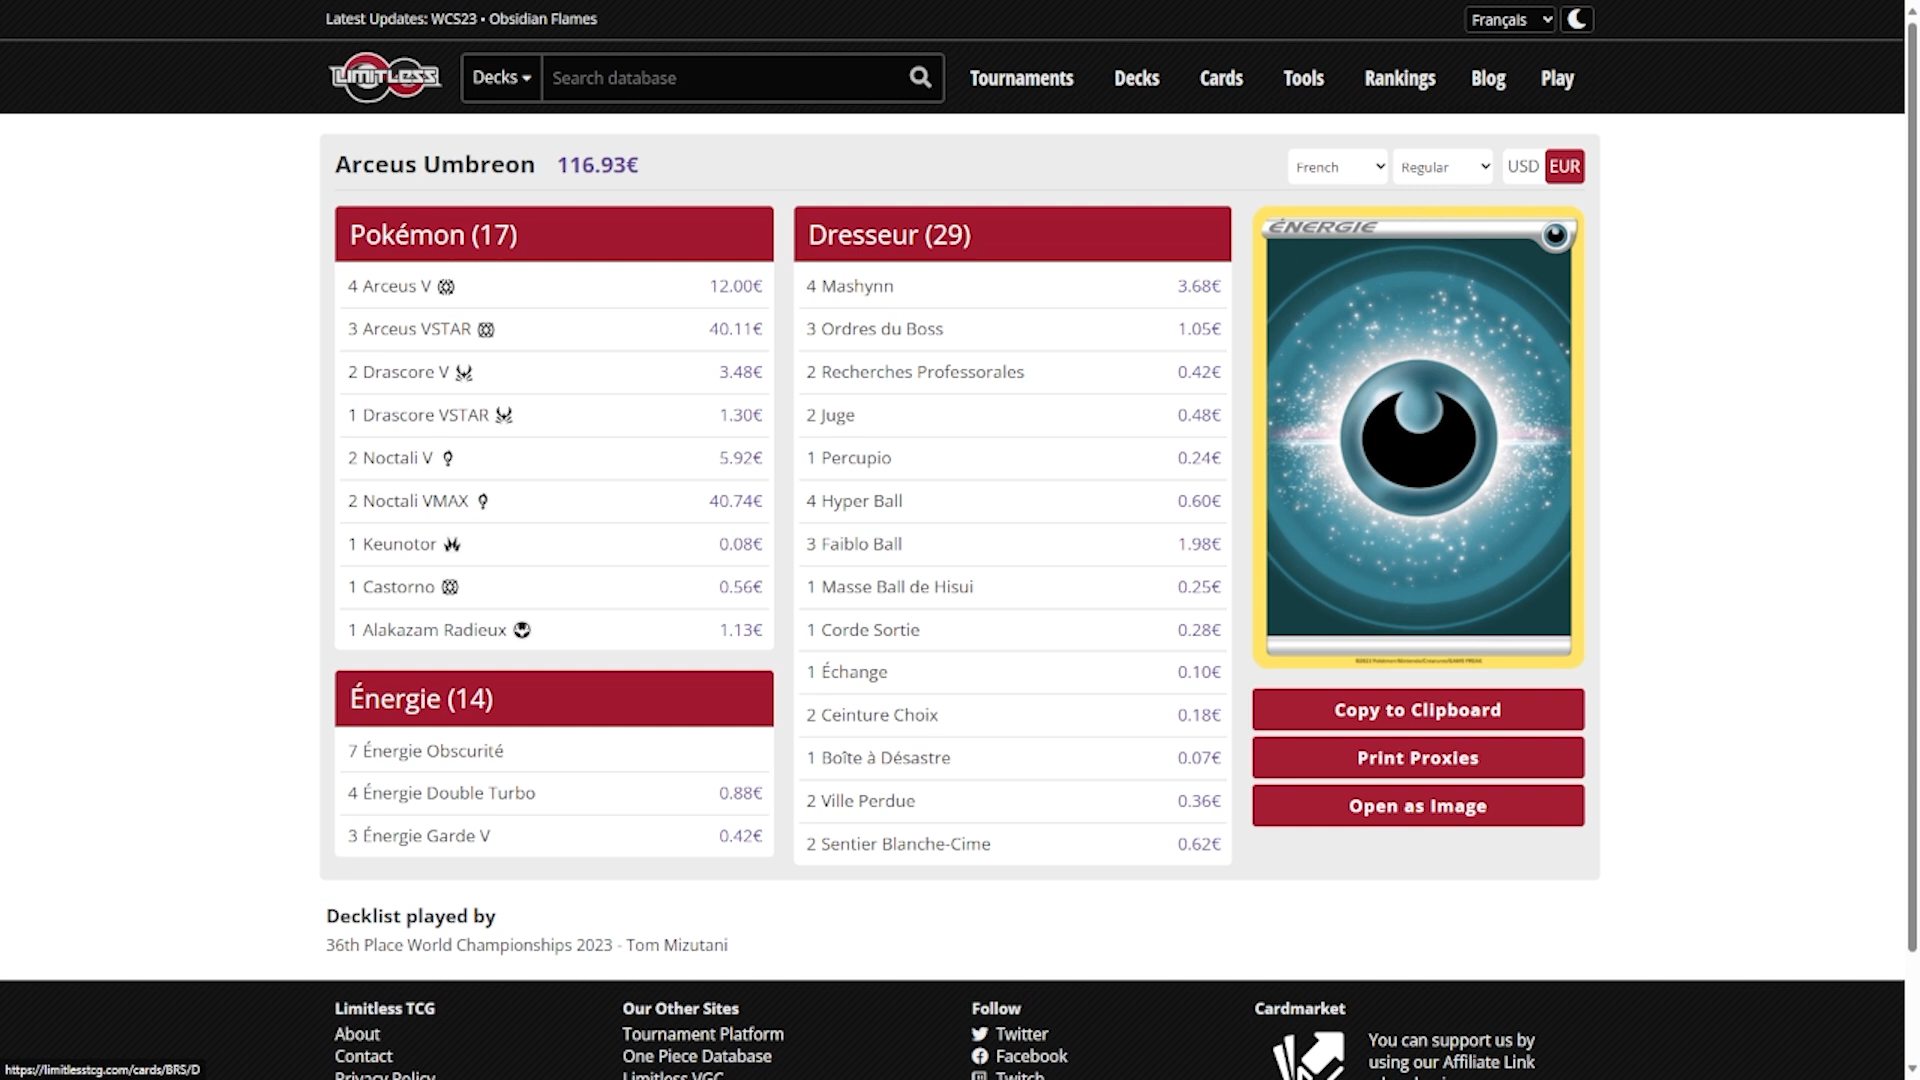 Latest Updates: WCS23 • Obsidian Flames
Français
LIMITLESS
Decks
Search database
Tournaments
Decks
Cards
Tools
Rankings
Blog
Play
Arceus Umbreon 116.93€
French
Regular
USD
EUR
Pokémon (17)
4 Arceus V 12.00€
3 Arceus VSTAR 40.11€
2 Drascore V 3.48€
1 Drascore VSTAR 1.30€
2 Noctali V 5.92€
2 Noctali VMAX 40.74€
1 Keunotor 0.08€
1 Castorno 0.56€
1 Alakazam Radieux 1.13€
Énergie (14)
7 Énergie Obscurité
4 Énergie Double Turbo 0.88€
3 Énergie Garde V 0.42€
Dresseur (29)
4 Mashynn 3.68€
3 Ordres du Boss 1.05€
2 Recherches Professorales 0.42€
2 Juge 0.48€
1 Percupio 0.24€
4 Hyper Ball 0.60€
3 Faiblo Ball 1.98€
1 Masse Ball de Hisui 0.25€
1 Corde Sortie 0.28€
1 Échange 0.10€
2 Ceinture Choix 0.18€
1 Boîte à Désastre 0.07€
2 Ville Perdue 0.36€
2 Sentier Blanche-Cime 0.62€
ÉNERGIE
Copy to Clipboard
Print Proxies
Open as Image
Decklist played by
36th Place World Championships 2023 - Tom Mizutani
Limitless TCG
About
Contact
Privacy Policy
Our Other Sites
Tournament Platform
One Piece Database
Limitless VGC
Follow
Twitter
Facebook
Twitch
Cardmarket
You can support us by
using our Affiliate Link
https://limitlesstcg.com/cards/BRS/D